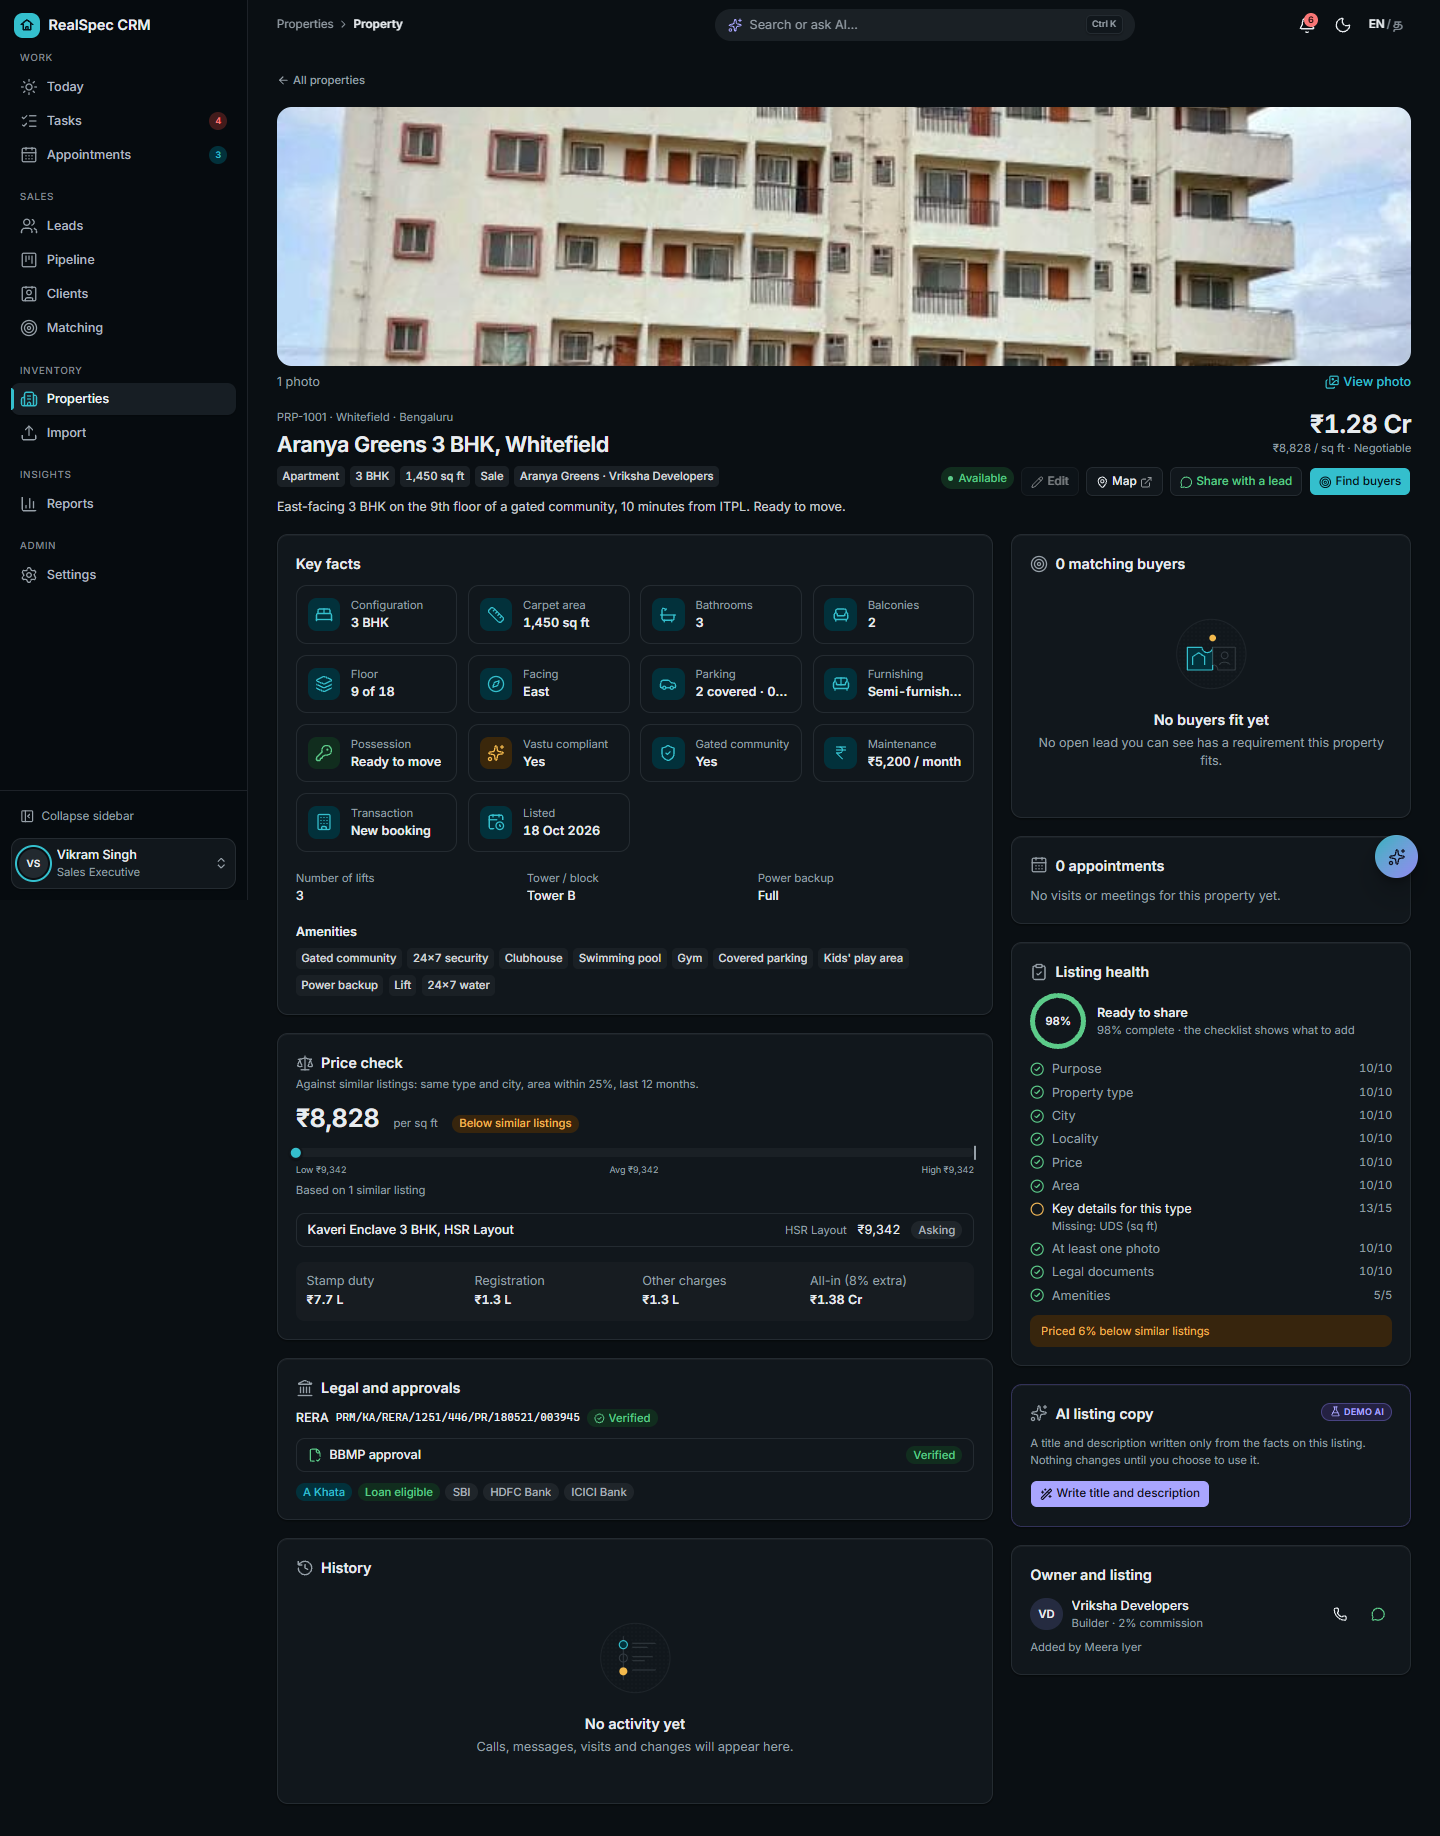 RealSpec CRM
WORK
Today
Tasks
4
Appointments
3
SALES
Leads
Pipeline
Clients
Matching
INVENTORY
Properties
Import
INSIGHTS
Reports
ADMIN
Settings
Collapse sidebar
VS
Vikram Singh
Sales Executive
Properties > Property
Search or ask AI...
Ctrl K
6
EN / த
← All properties
1 photo
View photo
PRP-1001 · Whitefield · Bengaluru
₹1.28 Cr
Aranya Greens 3 BHK, Whitefield
₹8,828 / sq ft · Negotiable
Apartment 3 BHK 1,450 sq ft Sale Aranya Greens · Vriksha Developers
Available Edit Map Share with a lead Find buyers
East-facing 3 BHK on the 9th floor of a gated community, 10 minutes from ITPL. Ready to move.
Key facts
Configuration
3 BHK
Carpet area
1,450 sq ft
Bathrooms
3
Balconies
2
Floor
9 of 18
Facing
East
Parking
2 covered · 0...
Furnishing
Semi-furnish...
Possession
Ready to move
Vastu compliant
Yes
Gated community
Yes
Maintenance
₹5,200 / month
Transaction
New booking
Listed
18 Oct 2026
Number of lifts
3
Tower / block
Tower B
Power backup
Full
Amenities
Gated community 24×7 security Clubhouse Swimming pool Gym Covered parking Kids' play area
Power backup Lift 24×7 water
Price check
Against similar listings: same type and city, area within 25%, last 12 months.
₹8,828 per sq ft Below similar listings
Low ₹9,342 Avg ₹9,342 High ₹9,342
Based on 1 similar listing
Kaveri Enclave 3 BHK, HSR Layout HSR Layout ₹9,342 Asking
Stamp duty
₹7.7 L
Registration
₹1.3 L
Other charges
₹1.3 L
All-in (8% extra)
₹1.38 Cr
Legal and approvals
RERA PRM/KA/RERA/1251/446/PR/180521/003945 Verified
BBMP approval Verified
A Khata Loan eligible SBI HDFC Bank ICICI Bank
History
No activity yet
Calls, messages, visits and changes will appear here.
0 matching buyers
No buyers fit yet
No open lead you can see has a requirement this property
fits.
0 appointments
No visits or meetings for this property yet.
Listing health
98%
Ready to share
98% complete · the checklist shows what to add
Purpose 10/10
Property type 10/10
City 10/10
Locality 10/10
Price 10/10
Area 10/10
Key details for this type 13/15
Missing: UDS (sq ft)
At least one photo 10/10
Legal documents 10/10
Amenities 5/5
Priced 6% below similar listings
AI listing copy
DEMO AI
A title and description written only from the facts on this listing.
Nothing changes until you choose to use it.
Write title and description
Owner and listing
VD
Vriksha Developers
Builder · 2% commission
Added by Meera Iyer